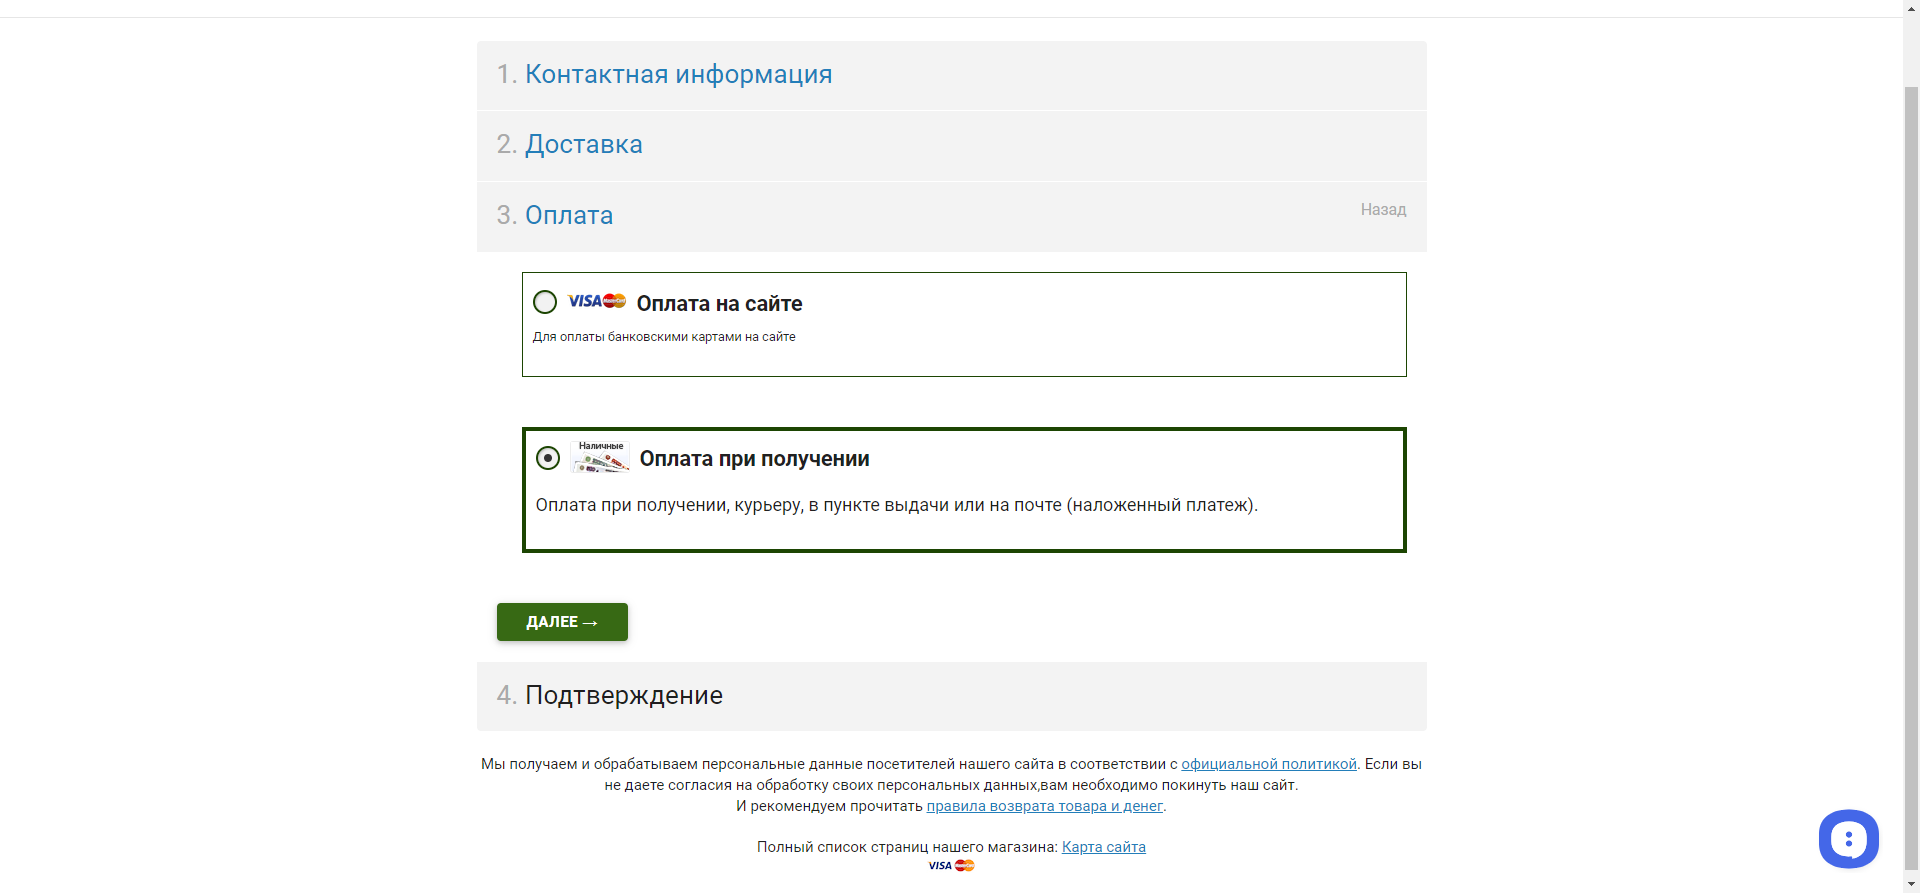 1. Контактная информация
2. Доставка
3. Оплата
Назад
VISA MasterCard Оплата на сайте
Для оплаты банковскими картами на сайте
Наличные
Оплата при получении
Оплата при получении, курьеру, в пункте выдачи или на почте (наложенный платеж).
ДАЛЕЕ →
4. Подтверждение
Мы получаем и обрабатываем персональные данные посетителей нашего сайта в соответствии с официальной политикой. Если вы
не даете согласия на обработку своих персональных данных,вам необходимо покинуть наш сайт.
И рекомендуем прочитать правила возврата товара и денег.
Полный список страниц нашего магазина: Карта сайта
VISA MasterCard